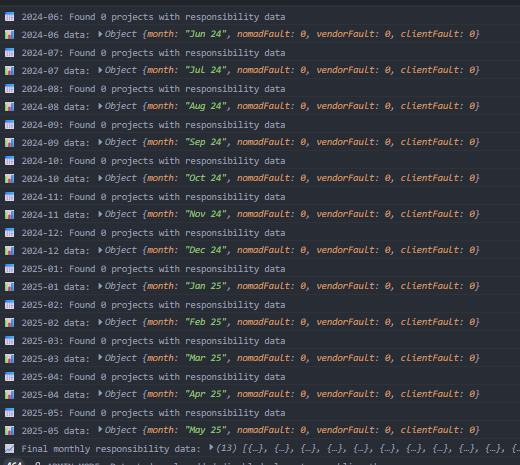 2024-06: Found 0 projects with responsibility data
2024-06 data: Object {month: "Jun 24", nomadFault: 0, vendorFault: 0, clientFault: 0}
2024-07: Found 0 projects with responsibility data
2024-07 data: Object {month: "Jul 24", nomadFault: 0, vendorFault: 0, clientFault: 0}
2024-08: Found 0 projects with responsibility data
2024-08 data: Object {month: "Aug 24", nomadFault: 0, vendorFault: 0, clientFault: 0}
2024-09: Found 0 projects with responsibility data
2024-09 data: Object {month: "Sep 24", nomadFault: 0, vendorFault: 0, clientFault: 0}
2024-10: Found 0 projects with responsibility data
2024-10 data: Object {month: "Oct 24", nomadFault: 0, vendorFault: 0, clientFault: 0}
2024-11: Found 0 projects with responsibility data
2024-11 data: Object {month: "Nov 24", nomadFault: 0, vendorFault: 0, clientFault: 0}
2024-12: Found 0 projects with responsibility data
2024-12 data: Object {month: "Dec 24", nomadFault: 0, vendorFault: 0, clientFault: 0}
2025-01: Found 0 projects with responsibility data
2025-01 data: Object {month: "Jan 25", nomadFault: 0, vendorFault: 0, clientFault: 0}
2025-02: Found 0 projects with responsibility data
2025-02 data: Object {month: "Feb 25", nomadFault: 0, vendorFault: 0, clientFault: 0}
2025-03: Found 0 projects with responsibility data
2025-03 data: Object {month: "Mar 25", nomadFault: 0, vendorFault: 0, clientFault: 0}
2025-04: Found 0 projects with responsibility data
2025-04 data: Object {month: "Apr 25", nomadFault: 0, vendorFault: 0, clientFault: 0}
2025-05: Found 0 projects with responsibility data
2025-05 data: Object {month: "May 25", nomadFault: 0, vendorFault: 0, clientFault: 0}
Final monthly responsibility data: (13) [{…}, {…}, {…}, {…}, {…}, {…}, {…}, {…}, {…}, {…},